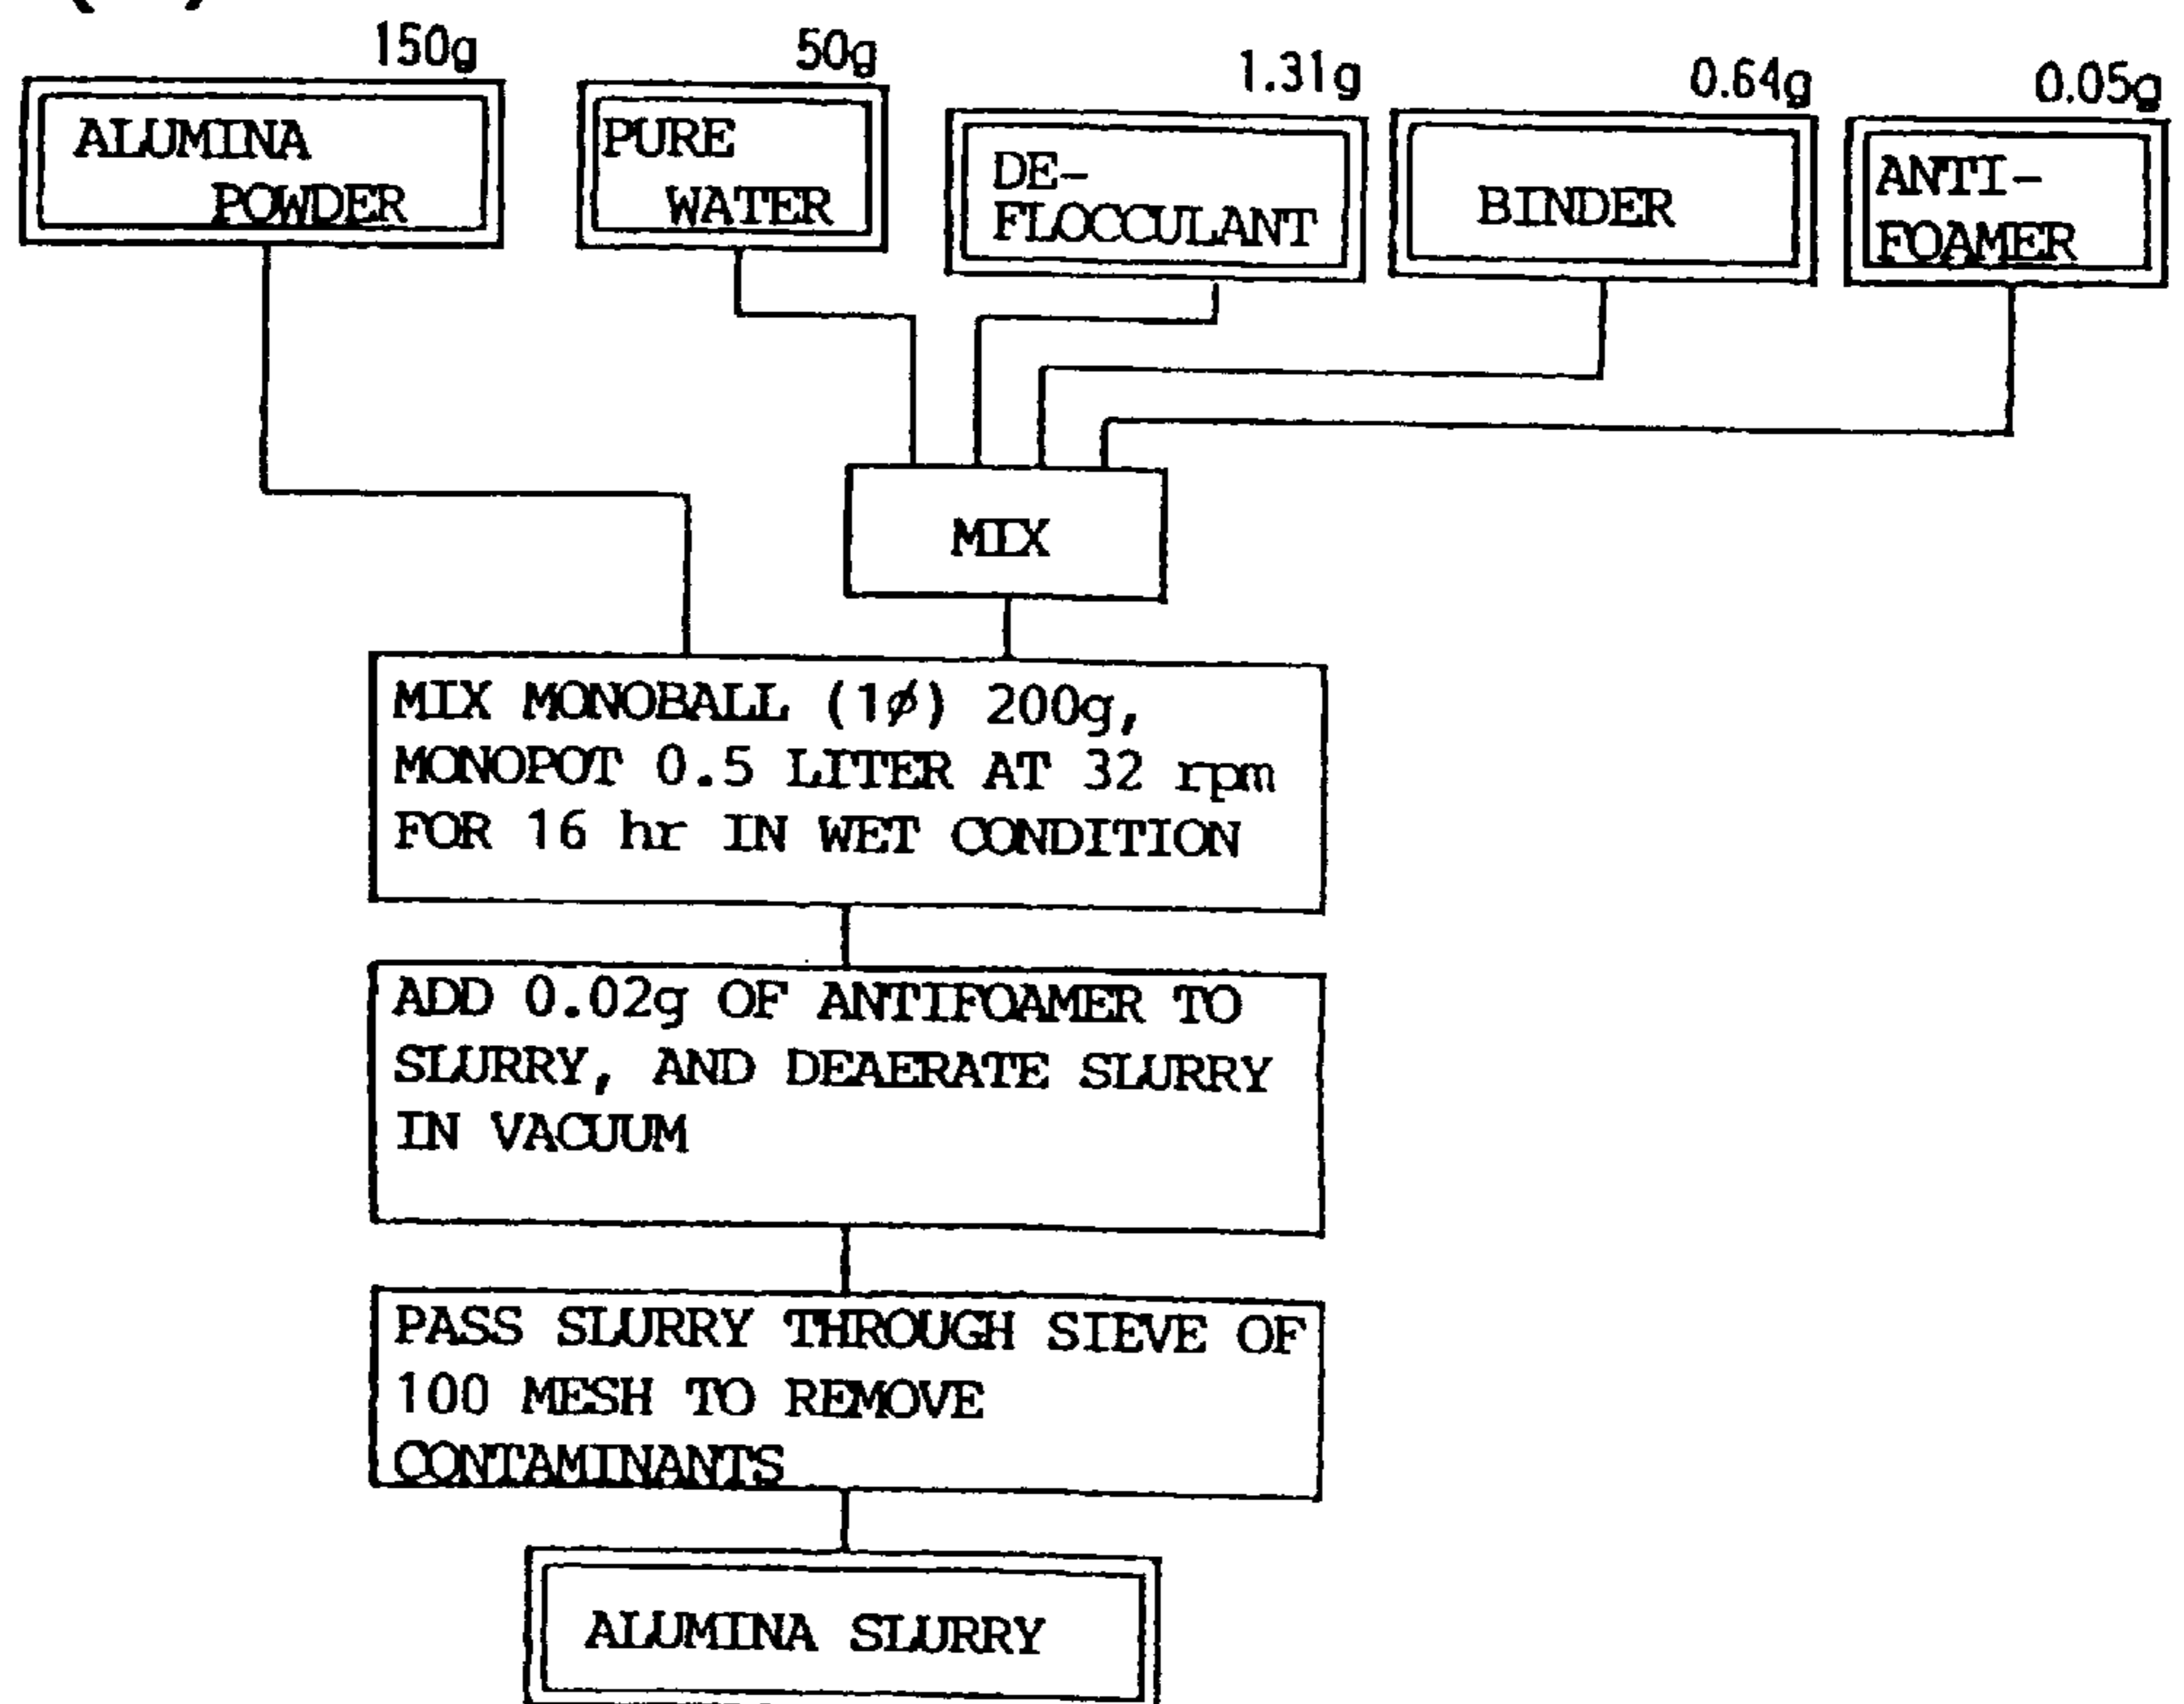 150g
50g
1.31g
0.64g
0.05g
ALUMINA
POWDER
PURE
WATER
DE-
FLOCCULANT
BINDER
ANTI-
FOAMER
MIX
MIX MONOBALL (1ϕ) 200g,
MONOPOT 0.5 LITER AT 32 rpm
FOR 16 hr IN WET CONDITION
ADD 0.02g OF ANTIFOAMER TO
SLURRY, AND DEAERATE SLURRY
IN VACUUM
PASS SLURRY THROUGH SIEVE OF
100 MESH TO REMOVE
CONTAMINANTS
ALUMINA SLURRY